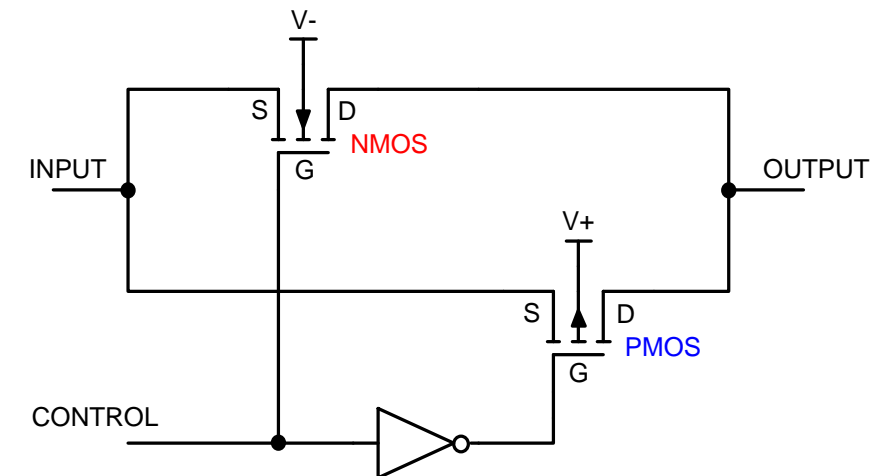 V-
S
D
NMOS
G
INPUT
OUTPUT
V+
S
D
PMOS
G
CONTROL